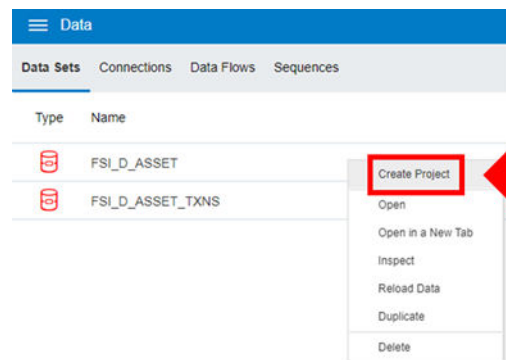 Data
Data Sets Connections Data Flows Sequences
Type Name
FSI_D_ASSET
FSI_D_ASSET_TXNS
Create Project
Open
Open in a New Tab
Inspect
Reload Data
Duplicate
Delete